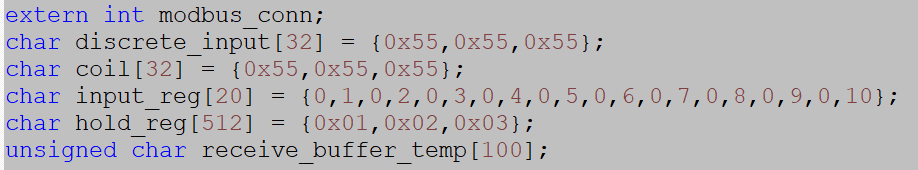 extern int modbus_conn;
char discrete_input[32] = {0x55,0x55,0x55};
char coil[32] = {0x55,0x55,0x55};
char input_reg[20] = {0,1,0,2,0,3,0,4,0,5,0,6,0,7,0,8,0,9,0,10};
char hold_reg[512] = {0x01,0x02,0x03};
unsigned char receive_buffer_temp[100];